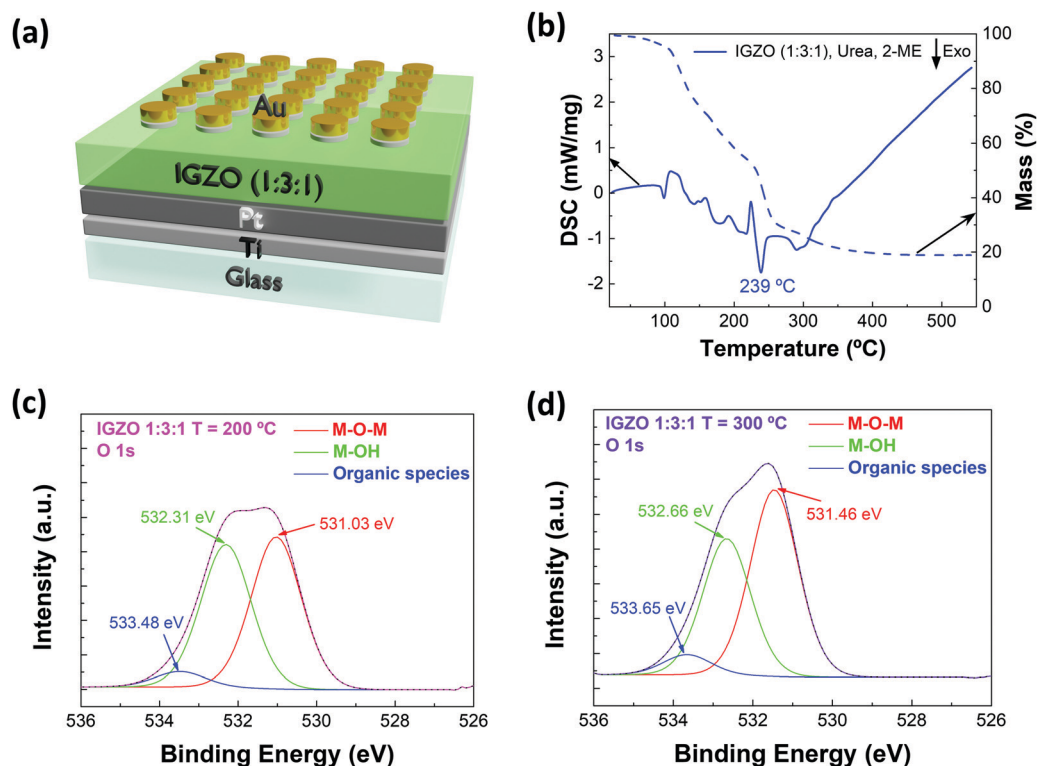 (a)
Au
IGZO (1:3:1)
Pt
Ti
Glass
(b)
IGZO (1:3:1), Urea, 2-ME
Exo
DSC (mW/mg)
3
2
1
0
-1
-2
239 ºC
100
80
60
40
20
0
Mass (%)
100 200 300 400 500
Temperature (ºC)
(c)
IGZO 1:3:1 T = 200 ºC
O 1s
M-O-M
M-OH
Organic species
532.31 eV
531.03 eV
533.48 eV
Intensity (a.u.)
536 534 532 530 528 526
Binding Energy (eV)
(d)
IGZO 1:3:1 T = 300 ºC
O 1s
M-O-M
M-OH
Organic species
532.66 eV
531.46 eV
533.65 eV
Intensity (a.u.)
536 534 532 530 528 526
Binding Energy (eV)